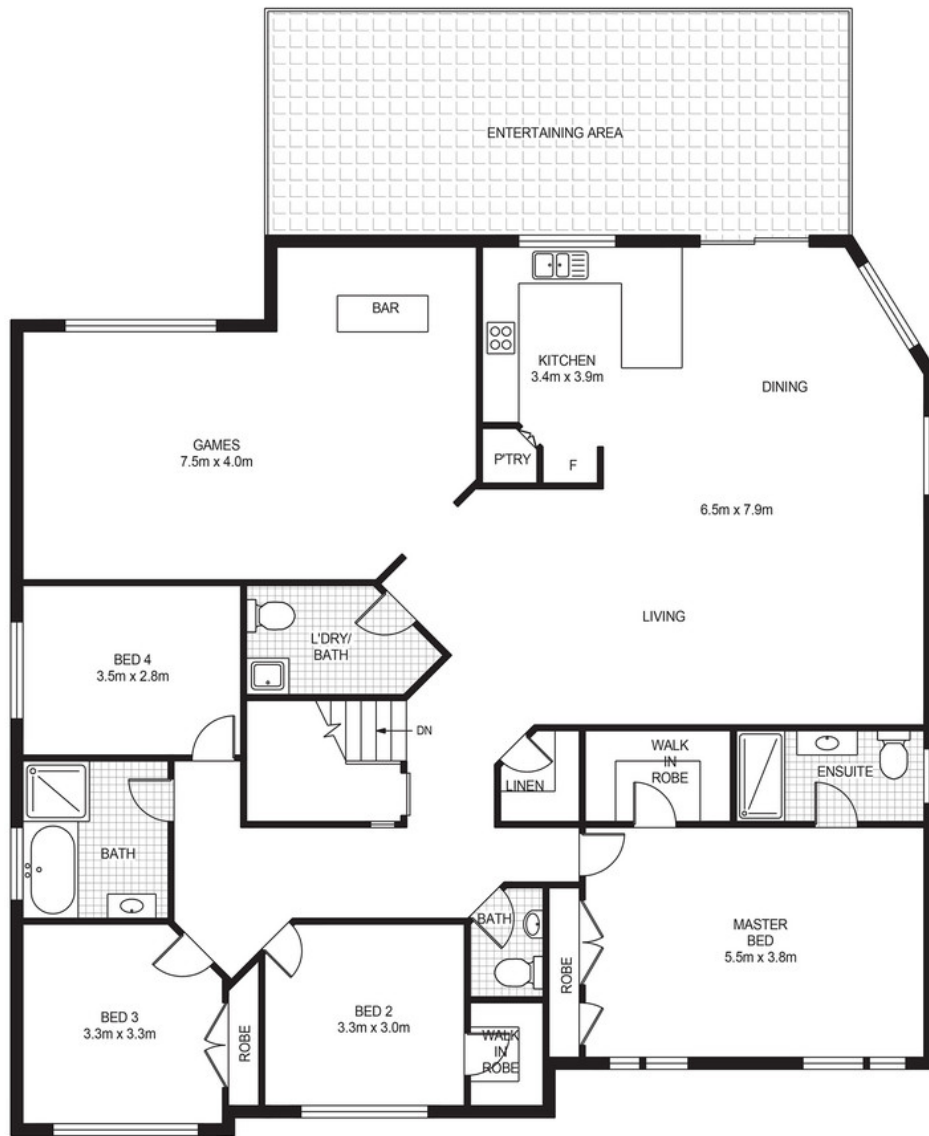 ENTERTAINING AREA
BAR
KITCHEN
3.4m x 3.9m
DINING
GAMES
7.5m x 4.0m
P'TRY
F
6.5m x 7.9m
LIVING
L'DRY/
BATH
BED 4
3.5m x 2.8m
DN
LINEN
WALK
IN
ROBE
ENSUITE
BATH
BATH
MASTER
BED
5.5m x 3.8m
ROBE
BED 3
3.3m x 3.3m
ROBE
BED 2
3.3m x 3.0m
WALK
IN
ROBE